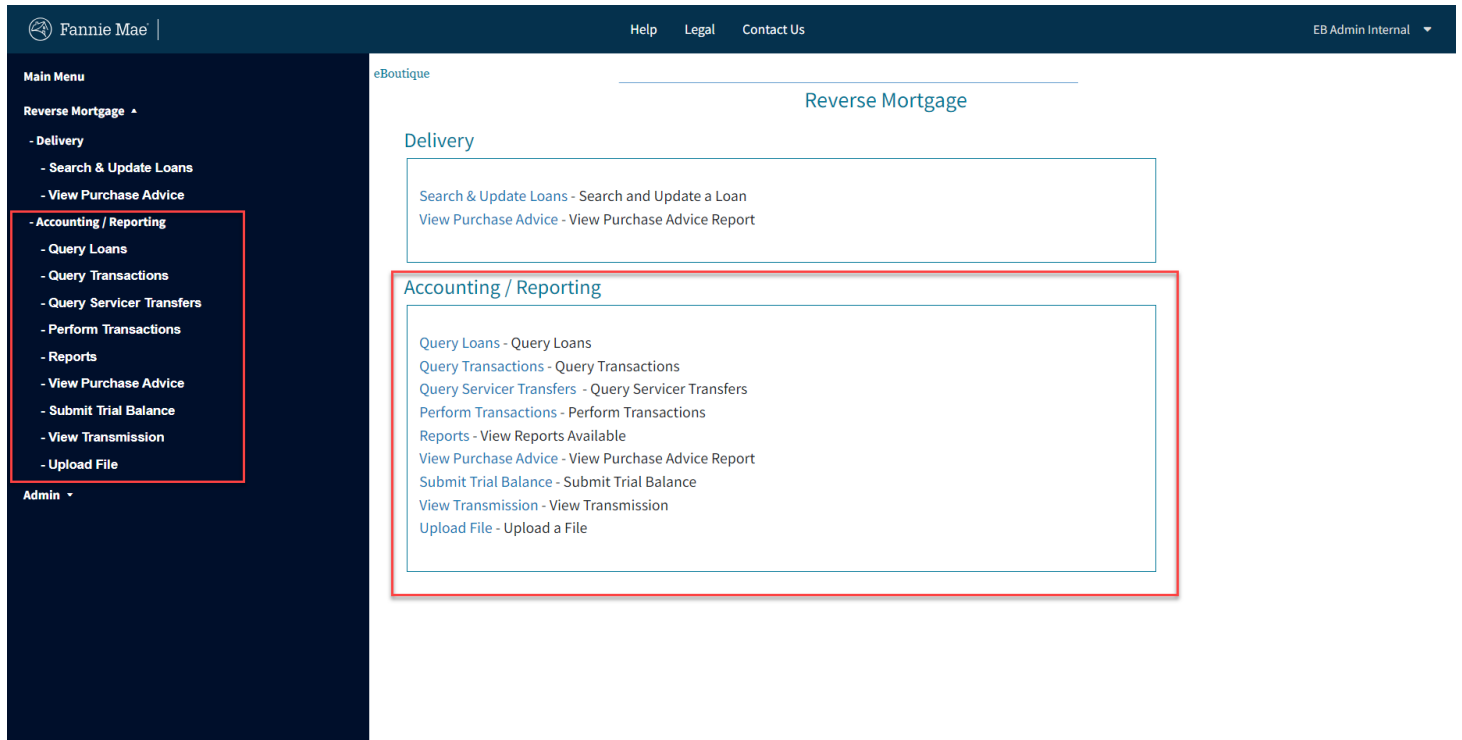 Fannie Mae
Help Legal Contact Us
EB Admin Internal
Main Menu
Reverse Mortgage
- Delivery
- Search & Update Loans
- View Purchase Advice
- Accounting / Reporting
- Query Loans
- Query Transactions
- Query Servicer Transfers
- Perform Transactions
- Reports
- View Purchase Advice
- Submit Trial Balance
- View Transmission
- Upload File
Admin
eBoutique
Reverse Mortgage
Delivery
Search & Update Loans - Search and Update a Loan
View Purchase Advice - View Purchase Advice Report
Accounting / Reporting
Query Loans - Query Loans
Query Transactions - Query Transactions
Query Servicer Transfers - Query Servicer Transfers
Perform Transactions - Perform Transactions
Reports - View Reports Available
View Purchase Advice - View Purchase Advice Report
Submit Trial Balance - Submit Trial Balance
View Transmission - View Transmission
Upload File - Upload a File